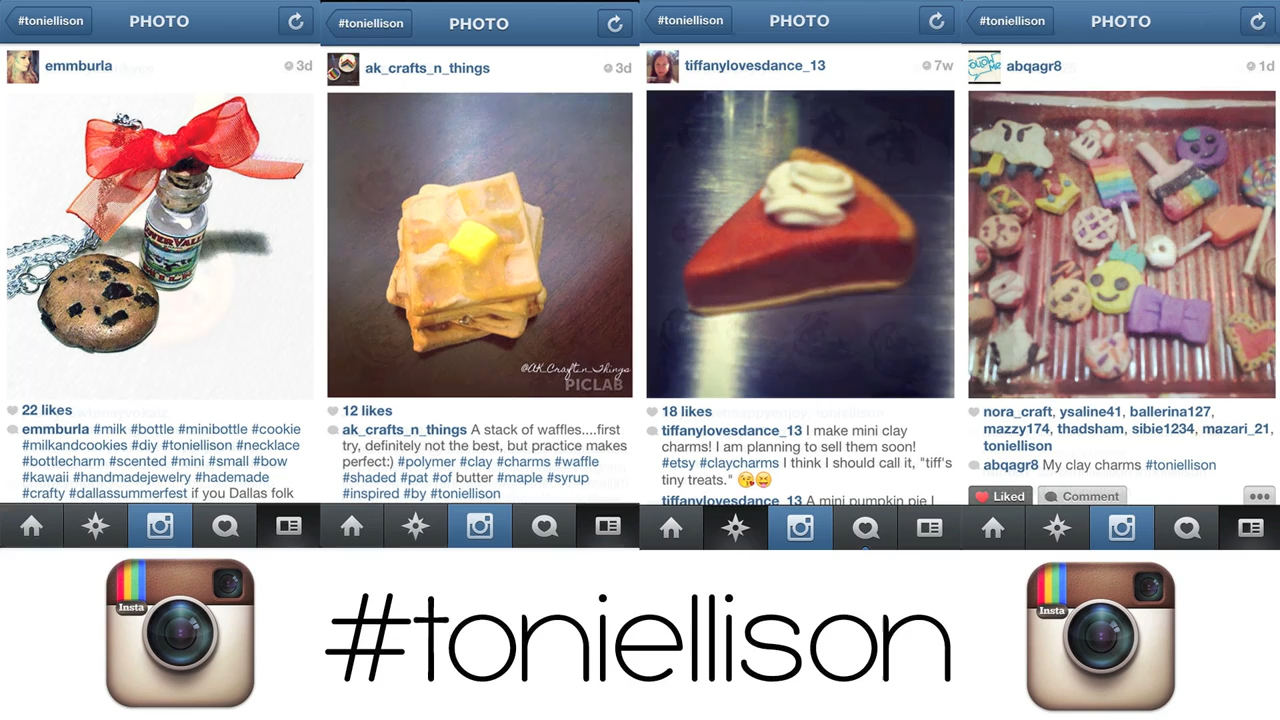 #toniellison
PHOTO
emmburla
3d
22 likes
emmburla #milk #bottle #minibottle #cookie
#milkandcookies #diy #toniellison #necklace
#bottlecharm #scented #mini #small #bow
#kawaii #handmadejewelry #hademade
#crafty #dallassummerfest if you Dallas folk
#toniellison
PHOTO
ak_crafts_n_things
3d
@AK_Crafts_n_Things
PICLAB
12 likes
ak_crafts_n_things A stack of waffles....first
try, definitely not the best, but practice makes
perfect:) #polymer #clay #charms #waffle
#shaded #pat #of butter #maple #syrup
#inspired #by #toniellison
#toniellison
PHOTO
tiffanylovesdance_13
7w
18 likes
tiffanylovesdance_13 I make mini clay
charms! I am planning to sell them soon!
#etsy #claycharms I think I should call it, "tiff's
tiny treats." 😘😝
tiffanylovesdance_13 A mini pumpkin pie I
#toniellison
PHOTO
abqagr8
1d
nora_craft, ysaline41, ballerina127,
mazzy174, thadsham, sibie1234, mazari_21,
toniellison
abqagr8 My clay charms #toniellison
Liked
Comment
Insta
#toniellison
Insta